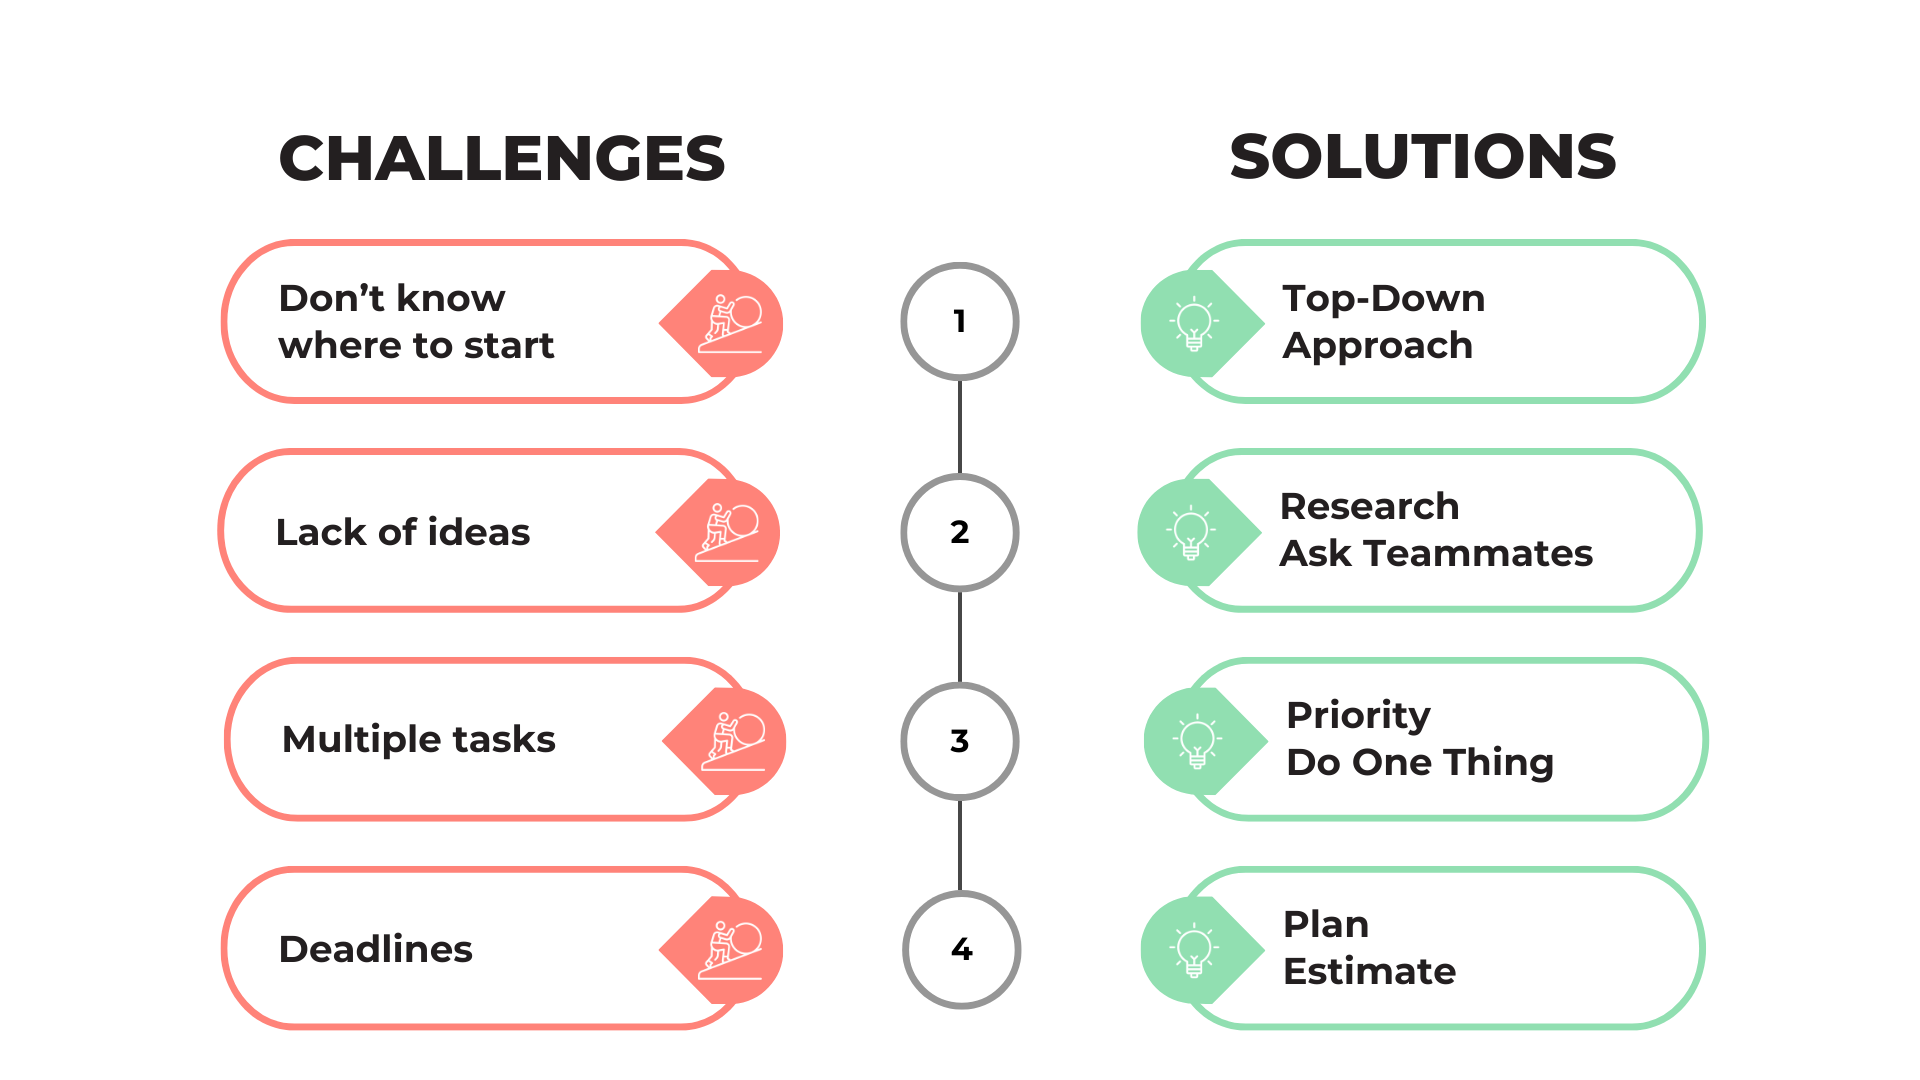 CHALLENGES
SOLUTIONS
Don’t know
where to start
1
Top-Down
Approach
Lack of ideas
2
Research
Ask Teammates
Multiple tasks
3
Priority
Do One Thing
Deadlines
4
Plan
Estimate